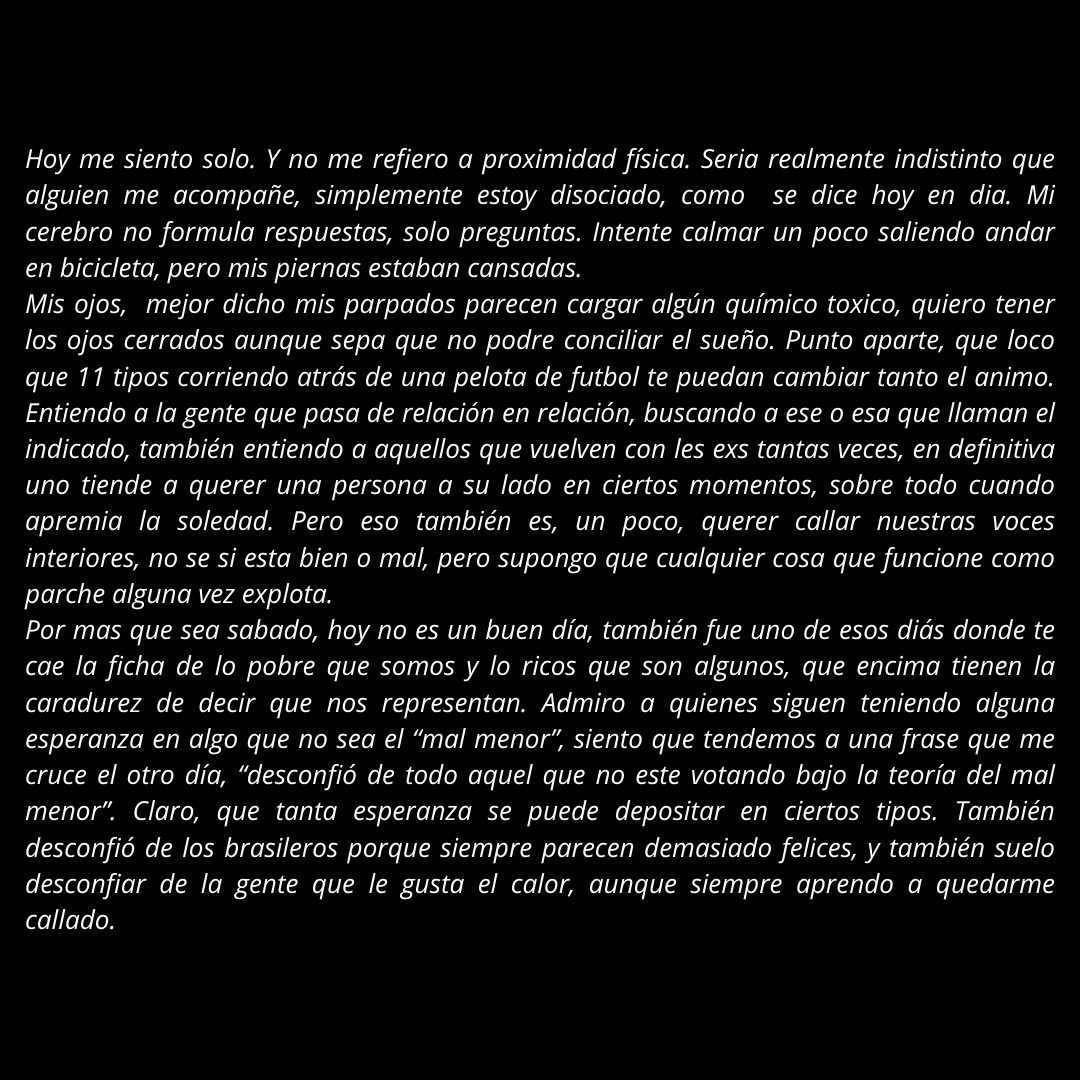 Hoy me siento solo. Y no me refiero a proximidad física. Seria realmente indistinto que
alguien me acompañe, simplemente estoy disociado, como  se dice hoy en dia. Mi
cerebro no formula respuestas, solo preguntas. Intente calmar un poco saliendo andar
en bicicleta, pero mis piernas estaban cansadas.
Mis ojos,  mejor dicho mis parpados parecen cargar algún químico toxico, quiero tener
los ojos cerrados aunque sepa que no podre conciliar el sueño. Punto aparte, que loco
que 11 tipos corriendo atrás de una pelota de futbol te puedan cambiar tanto el animo.
Entiendo a la gente que pasa de relación en relación, buscando a ese o esa que llaman el
indicado, también entiendo a aquellos que vuelven con les exs tantas veces, en definitiva
uno tiende a querer una persona a su lado en ciertos momentos, sobre todo cuando
apremia la soledad. Pero eso también es, un poco, querer callar nuestras voces
interiores, no se si esta bien o mal, pero supongo que cualquier cosa que funcione como
parche alguna vez explota.
Por mas que sea sabado, hoy no es un buen día, también fue uno de esos diás donde te
cae la ficha de lo pobre que somos y lo ricos que son algunos, que encima tienen la
caradurez de decir que nos representan. Admiro a quienes siguen teniendo alguna
esperanza en algo que no sea el “mal menor”, siento que tendemos a una frase que me
cruce el otro día, “desconfió de todo aquel que no este votando bajo la teoría del mal
menor”. Claro, que tanta esperanza se puede depositar en ciertos tipos. También
desconfió de los brasileros porque siempre parecen demasiado felices, y también suelo
desconfiar de la gente que le gusta el calor, aunque siempre aprendo a quedarme
callado.